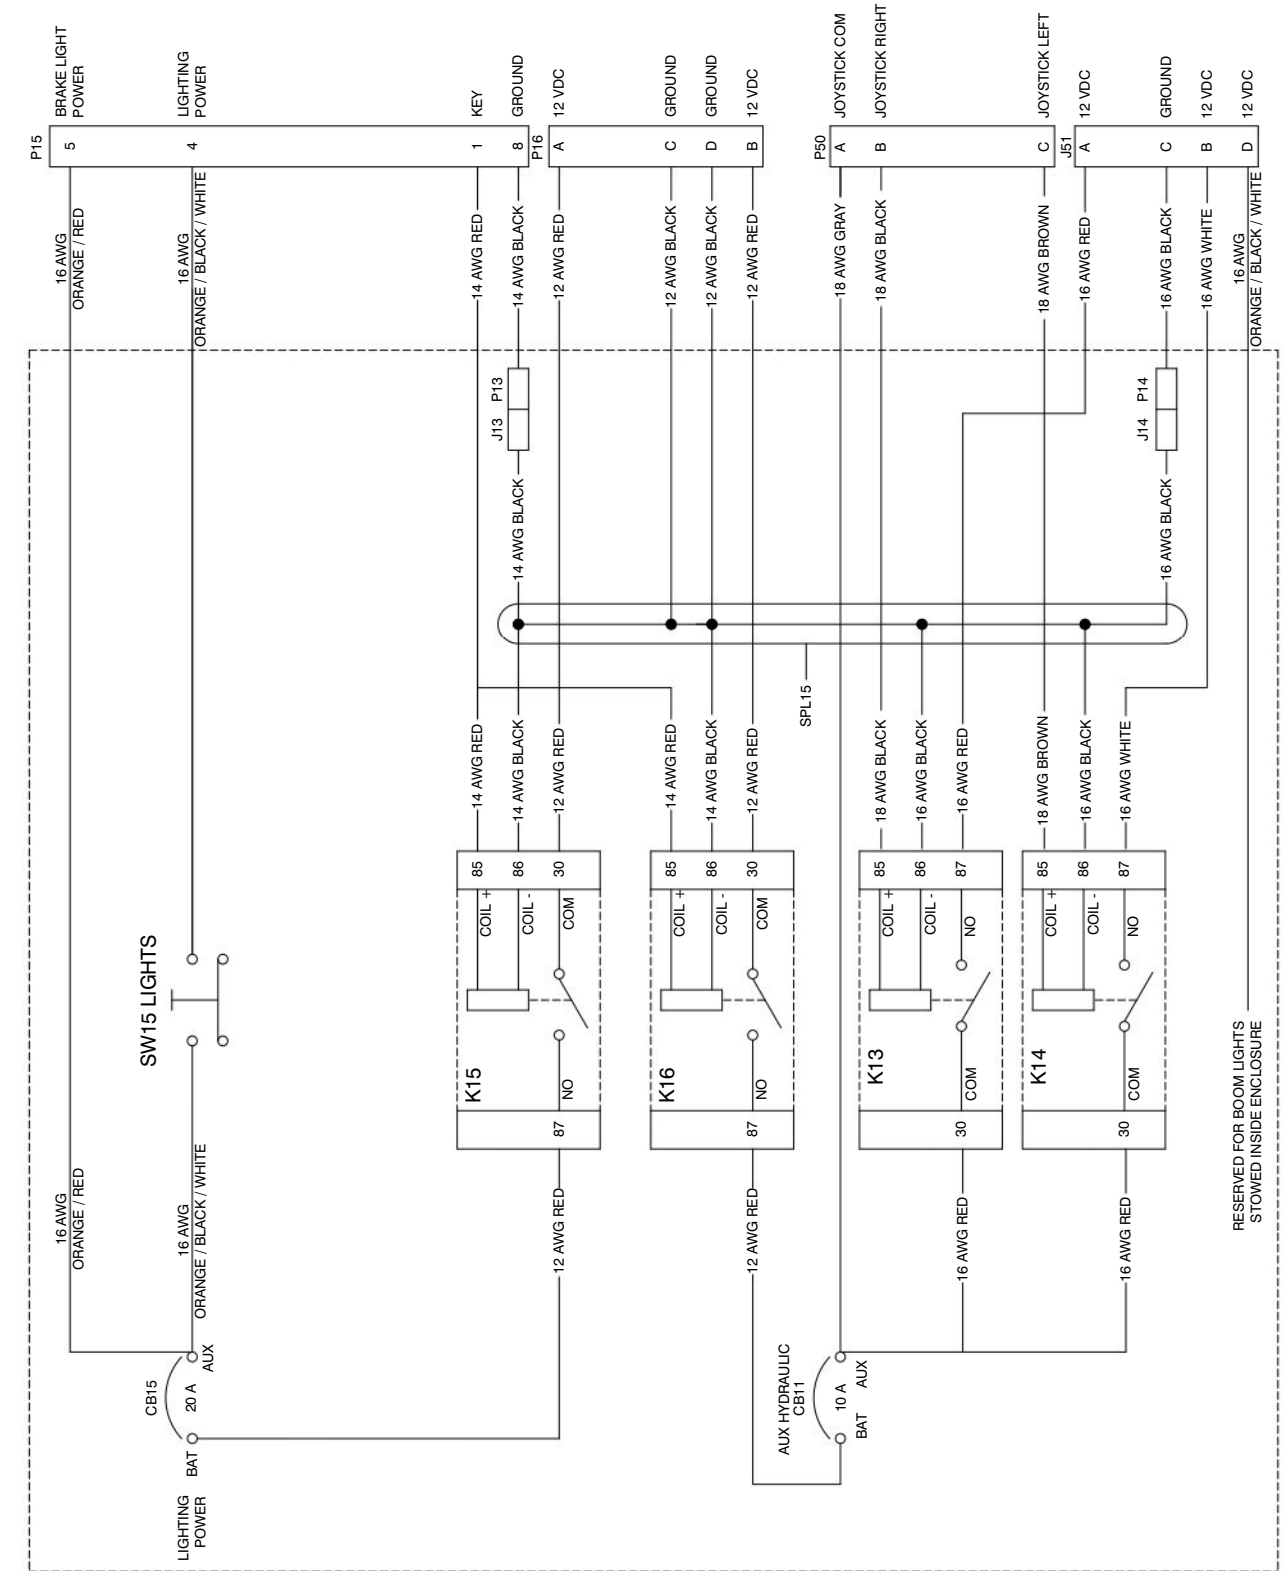 BRAKE LIGHT
POWER
LIGHTING
POWER
KEY
GROUND
12 VDC
GROUND
GROUND
12 VDC
JOYSTICK COM
JOYSTICK RIGHT
JOYSTICK LEFT
12 VDC
GROUND
12 VDC
12 VDC
P15
5
4
1
8
P16
A
C
D
B
P50
A
B
C
J51
A
C
B
D
16 AWG
ORANGE / RED
16 AWG
ORANGE / BLACK / WHITE
14 AWG RED
14 AWG BLACK
12 AWG RED
12 AWG BLACK
12 AWG BLACK
12 AWG RED
18 AWG GRAY
18 AWG BLACK
18 AWG BROWN
16 AWG RED
16 AWG BLACK
16 AWG WHITE
16 AWG
ORANGE / BLACK / WHITE
J13 P13
J14 P14
14 AWG BLACK
16 AWG BLACK
SPL15
14 AWG RED
14 AWG BLACK
12 AWG RED
14 AWG RED
14 AWG BLACK
12 AWG RED
18 AWG BLACK
16 AWG BLACK
16 AWG RED
18 AWG BROWN
16 AWG BLACK
16 AWG WHITE
85
86
30
85
86
30
85
86
87
85
86
87
COIL +
COIL -
COM
COIL +
COIL -
COM
COIL +
COIL -
NO
COIL +
COIL -
NO
SW15 LIGHTS
K15
NO
K16
NO
K13
COM
K14
COM
87
87
30
30
RESERVED FOR BOOM LIGHTS
STOWED INSIDE ENCLOSURE
16 AWG
ORANGE / RED
16 AWG
ORANGE / BLACK / WHITE
12 AWG RED
12 AWG RED
16 AWG RED
16 AWG RED
CB15
20 A
AUX
BAT
LIGHTING
POWER
AUX HYDRAULIC
CB11
10 A
AUX
BAT